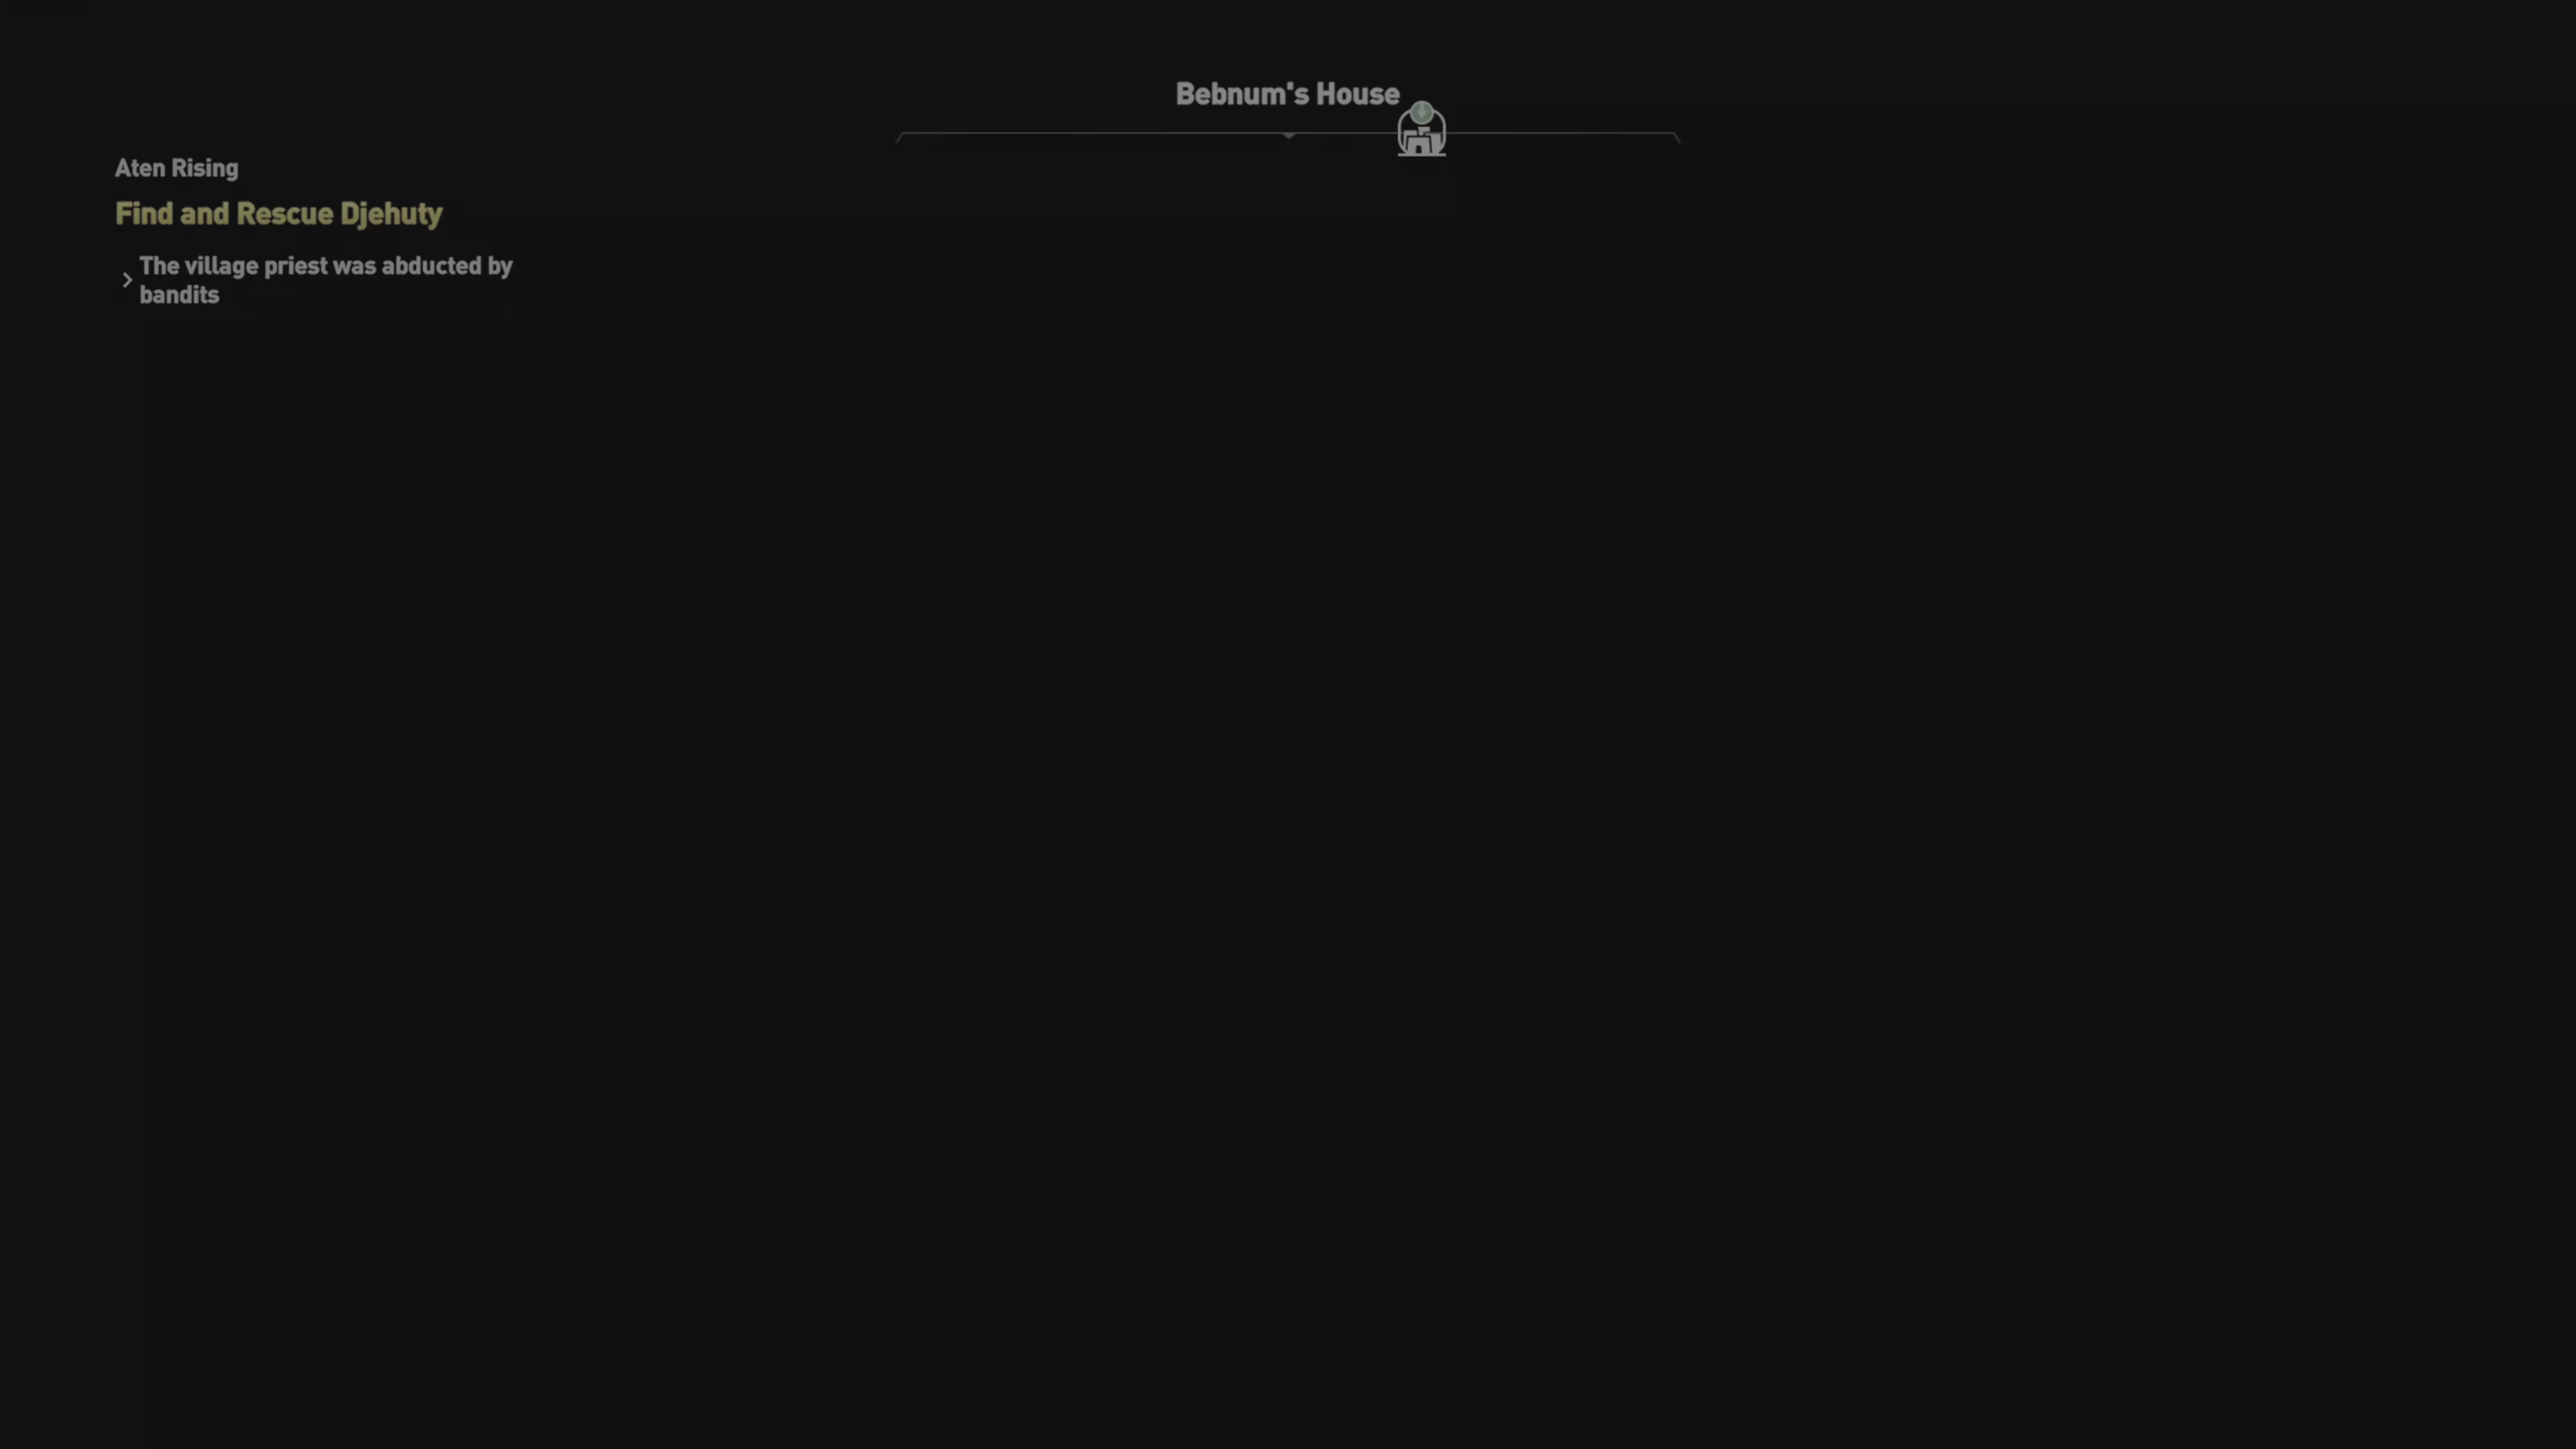 Bebnum's House
Aten Rising
Find and Rescue Djehuty
The village priest was abducted by
bandits